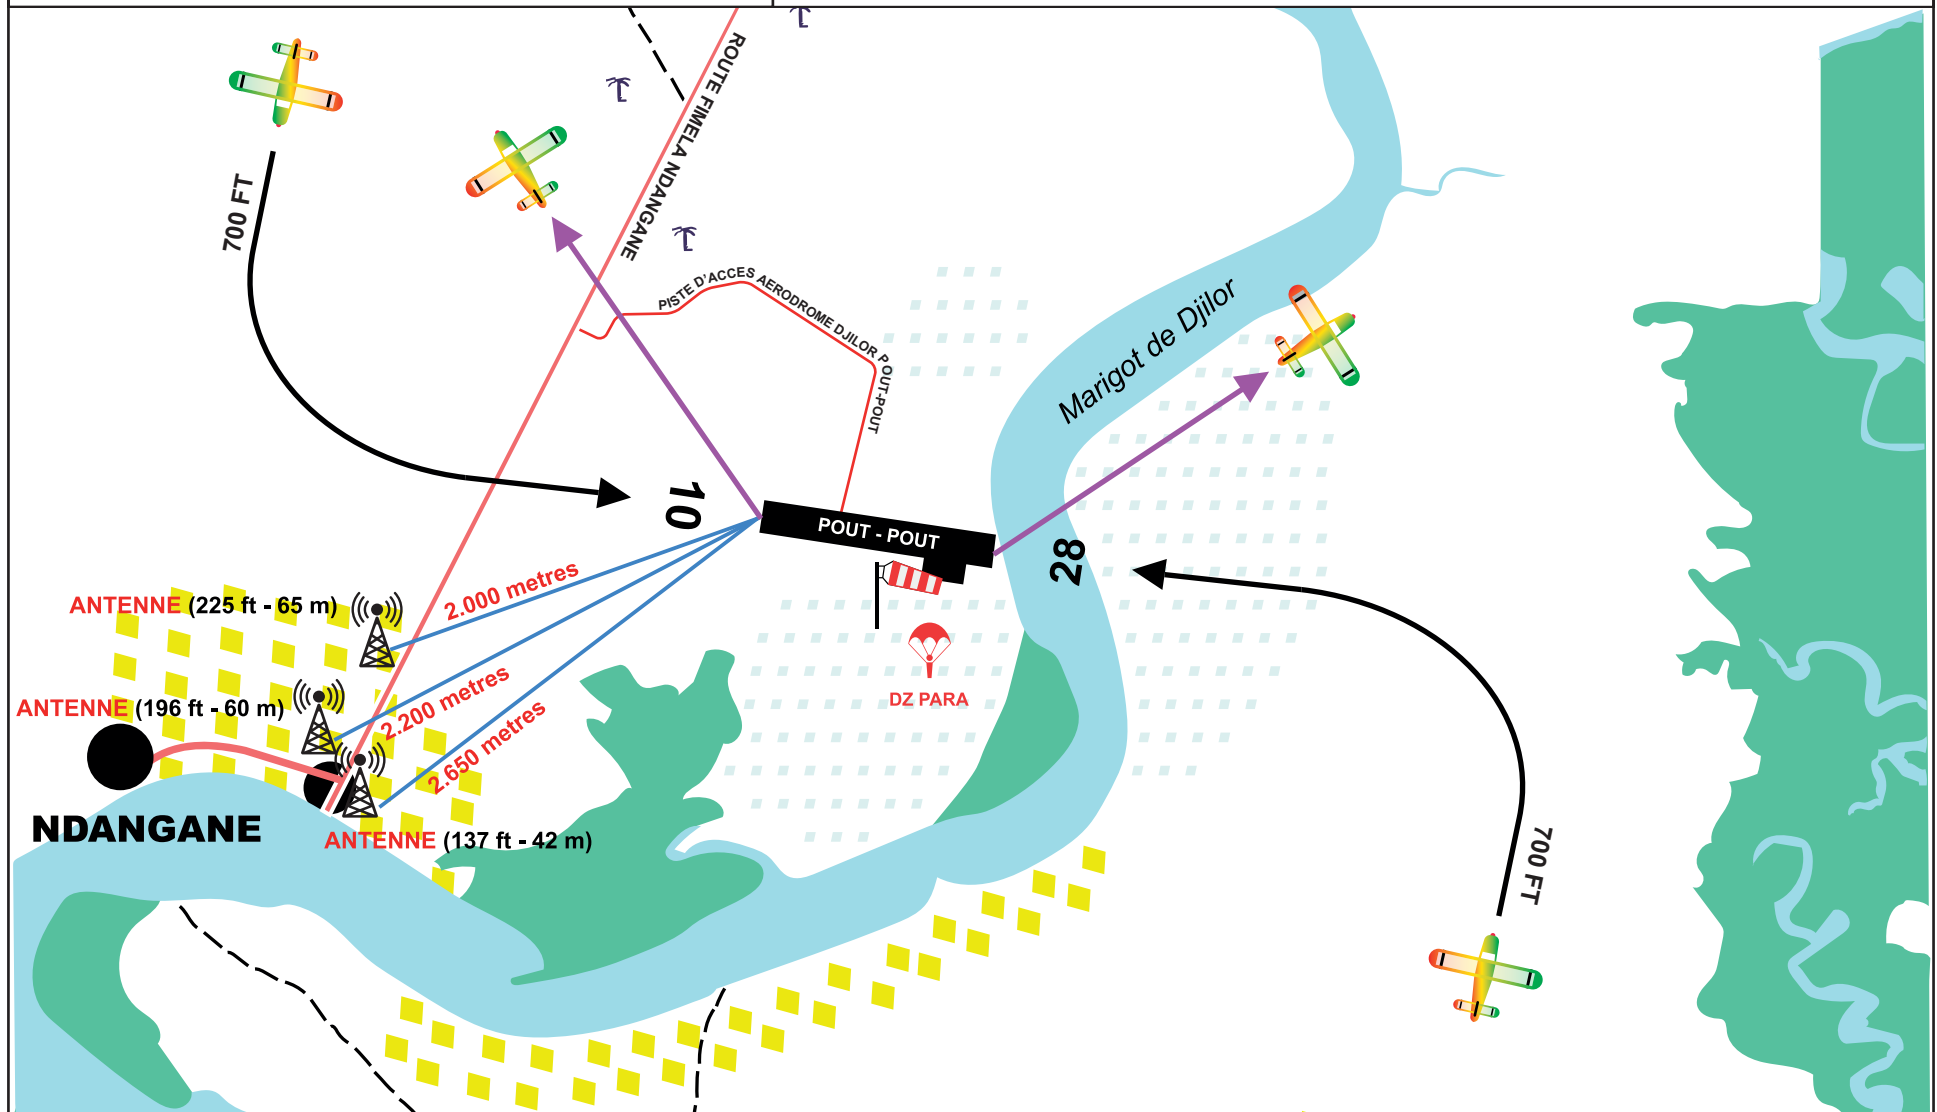 ROUTE FIMELA NDANGANE
700 FT
PISTE D'ACCES AERODROME DJILOR POUT-POUT
Marigot de Djilor
10
POUT - POUT
28
2.000 metres
ANTENNE (225 ft - 65 m)
2.200 metres
ANTENNE (196 ft - 60 m)
DZ PARA
2.650 metres
NDANGANE
ANTENNE (137 ft - 42 m)
700 FT